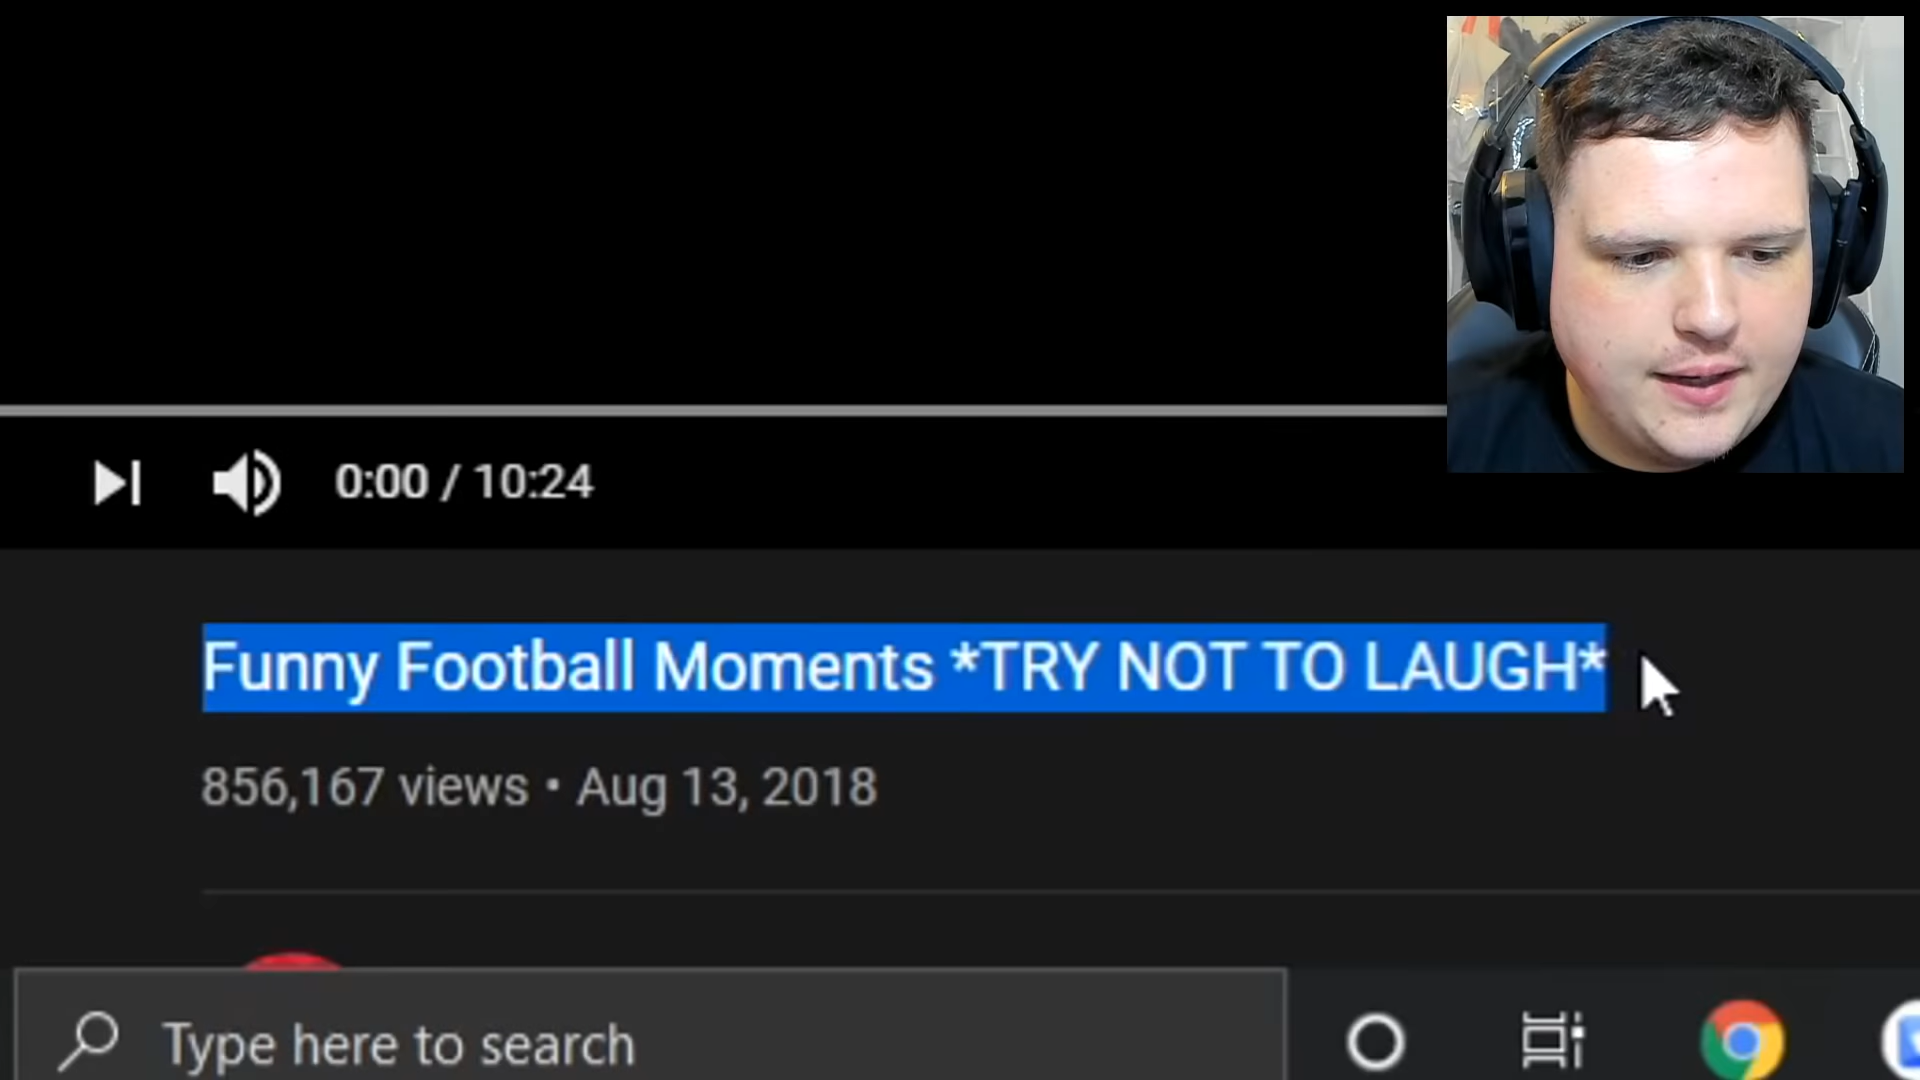 0:00 / 10:24
Funny Football Moments *TRY NOT TO LAUGH*
856,167 views • Aug 13, 2018
Type here to search